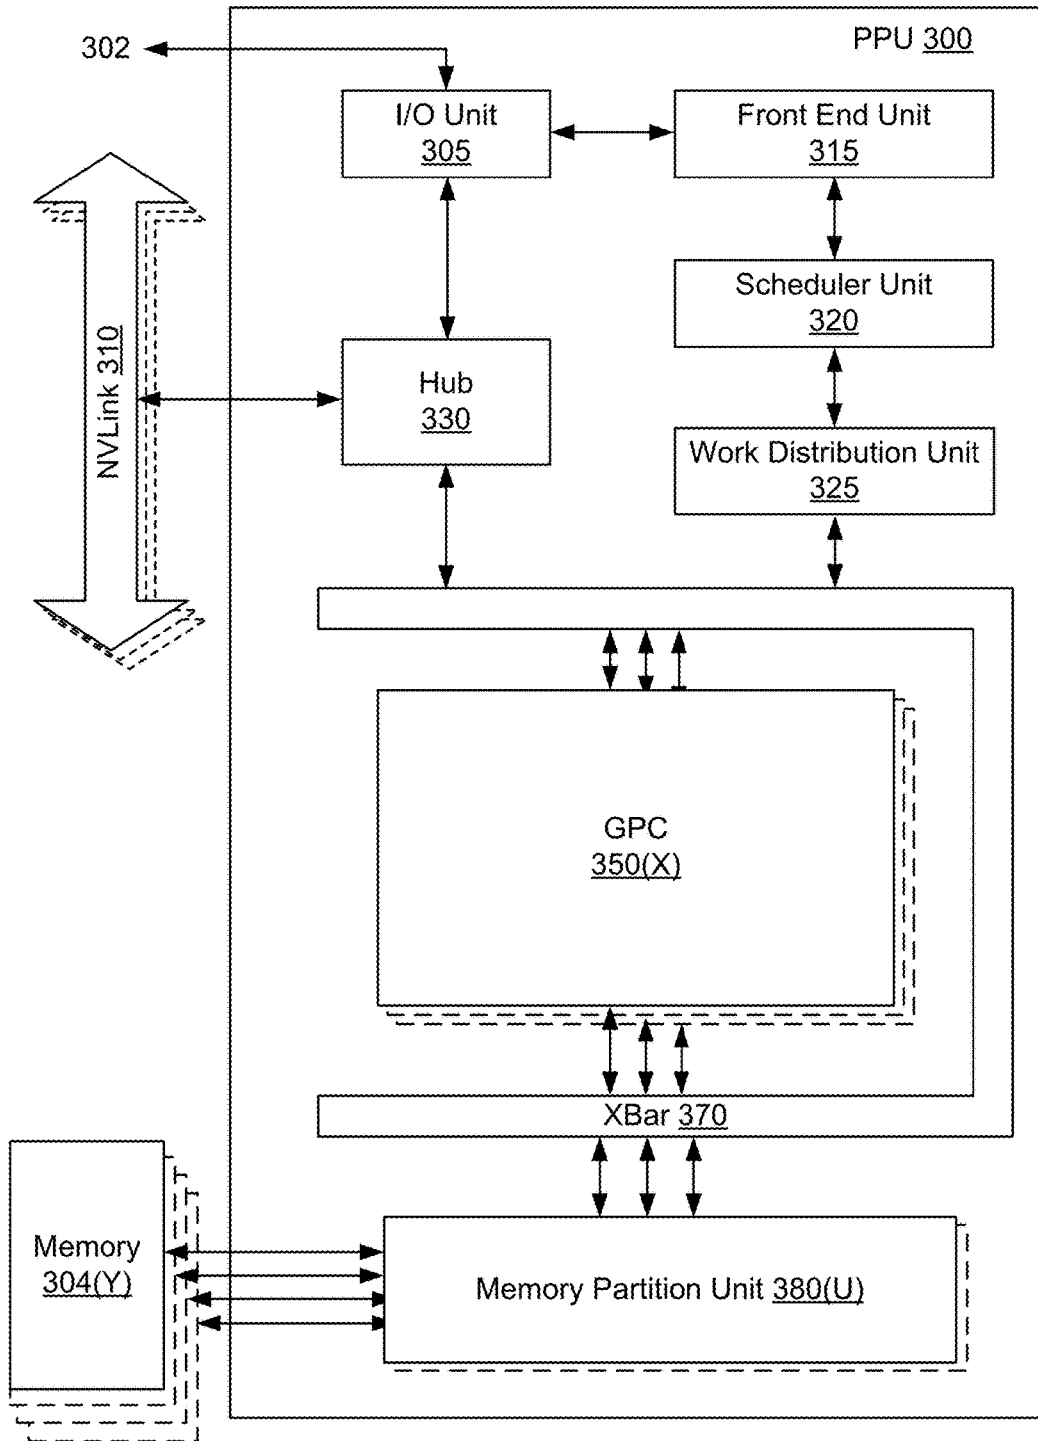 PPU 300
302
I/O Unit
305
Front End Unit
315
Scheduler Unit
320
NVLink 310
Hub
330
Work Distribution Unit
325
GPC
350(X)
XBar 370
Memory
304(Y)
Memory Partition Unit 380(U)